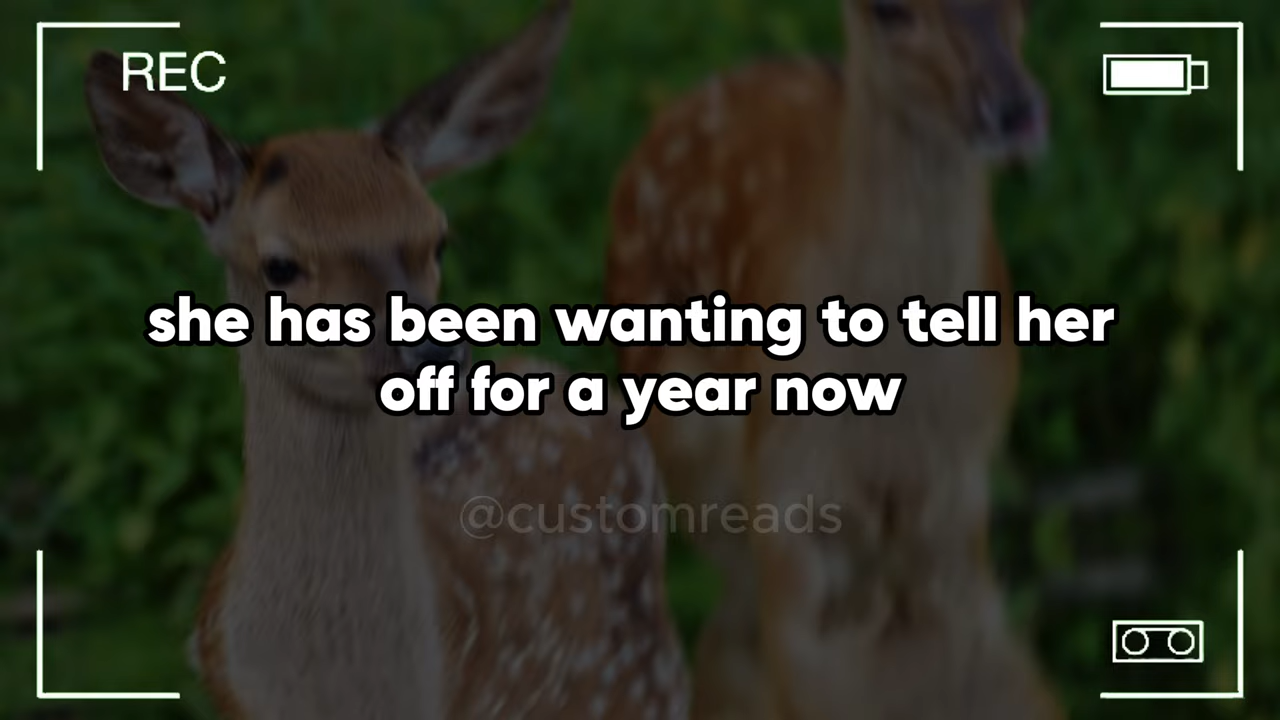 REC
she has been wanting to tell her
off for a year now
@customreads